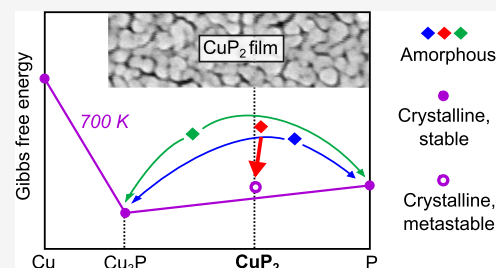 CuP₂ film
Gibbs free energy
700 K
Amorphous
Crystalline,
stable
Crystalline,
metastable
Cu
Cu₃P
CuP₂
P